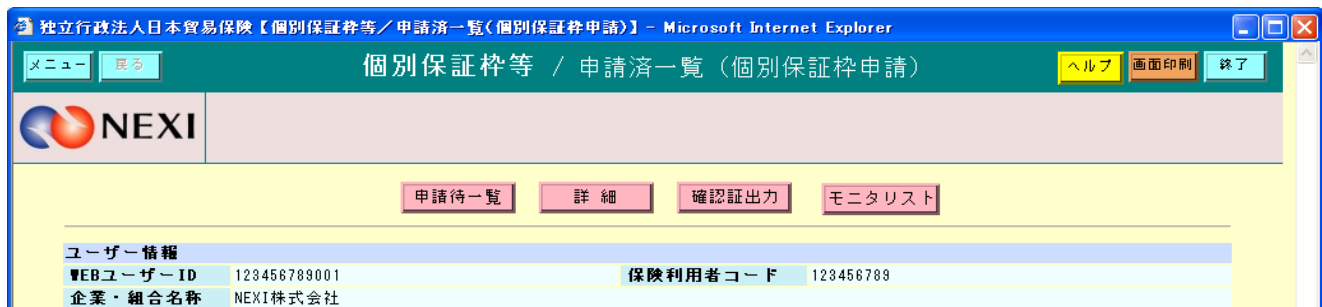 独立行政法人日本貿易保険【個別保証枠等／申請済一覧(個別保証枠申請)】 - Microsoft Internet Explorer
メニュー 戻る 個別保証枠等 / 申請済一覧（個別保証枠申請） ヘルプ 画面印刷 終了
NEXI
申請待一覧 詳 細 確認証出力 モニタリスト
ユーザー情報
WEBユーザーID 123456789001 保険利用者コード 123456789
企業・組合名称 NEXI株式会社